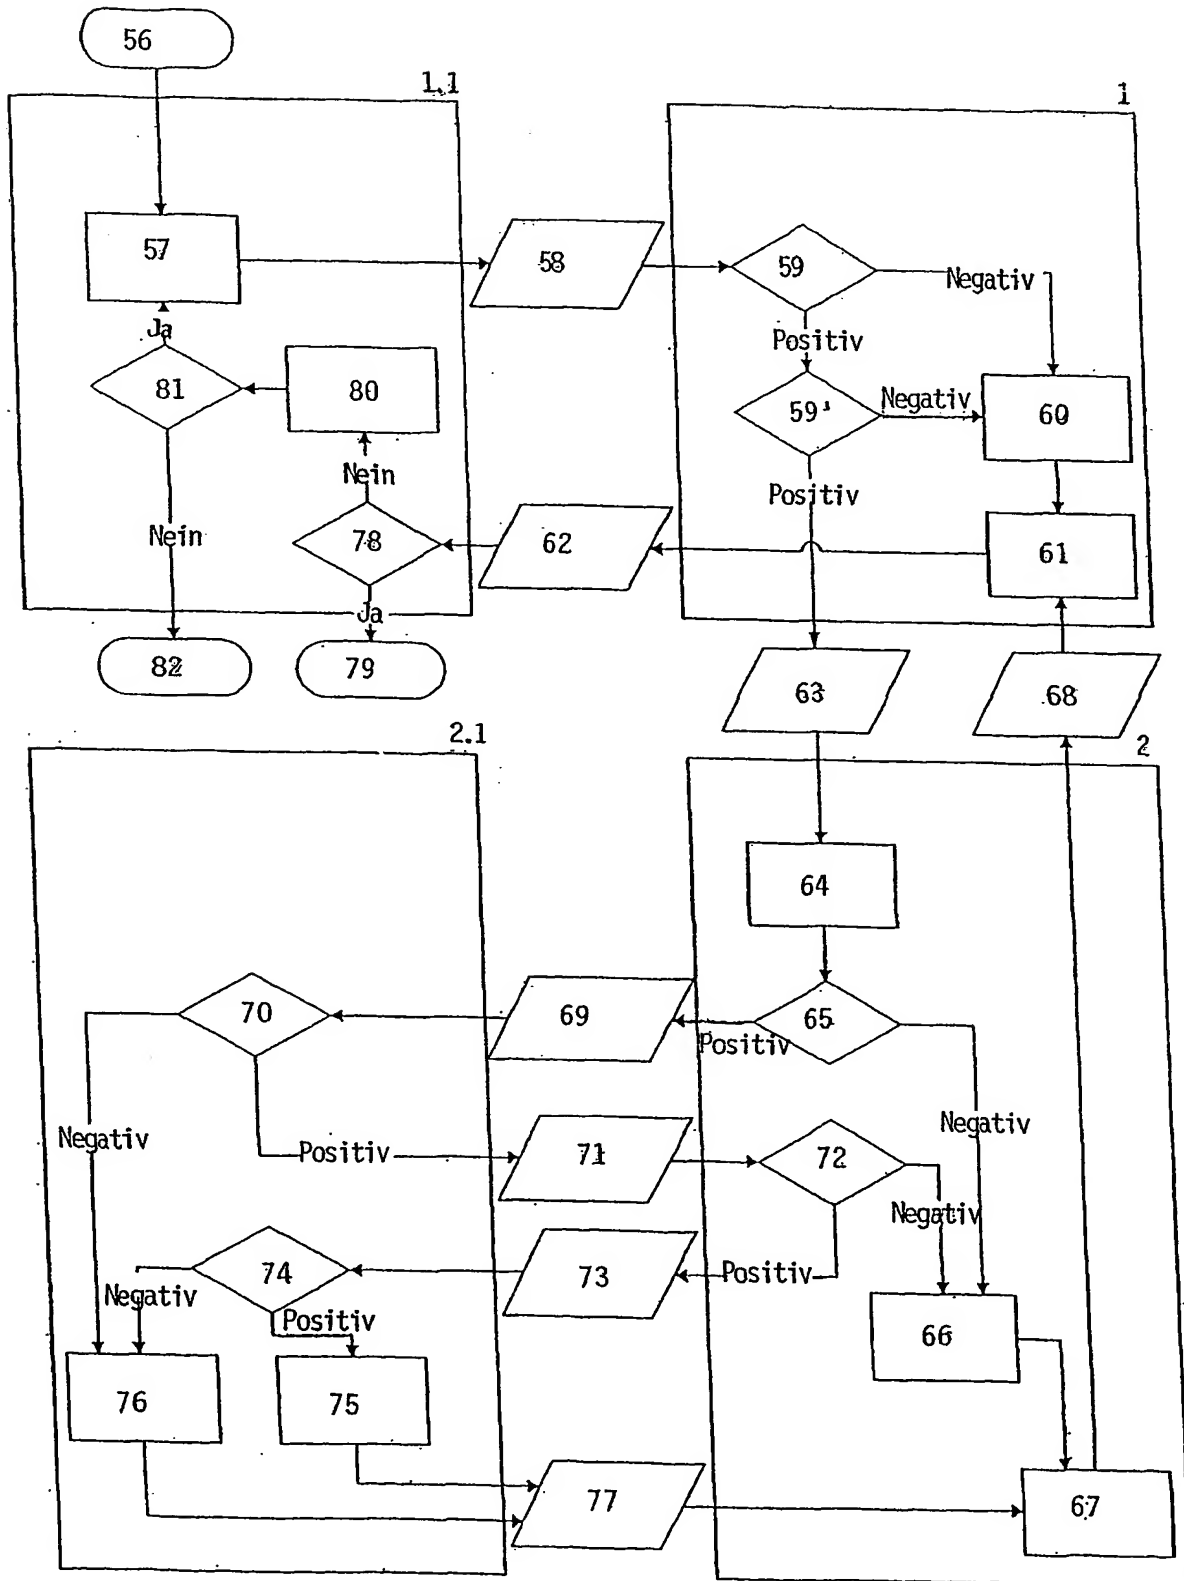 56
1.1
1
57
58
59
Negativ
Ja
Positiv
81
80
59'
Negativ
60
Nein
Positiv
Nein
78
62
61
Ja
82
79
63
68
2.1
2
64
70
69
65
Positiv
Negativ
Negativ
Positiv
71
72
Negativ
74
73
Positiv
Negativ
Positiv
66
76
75
77
67